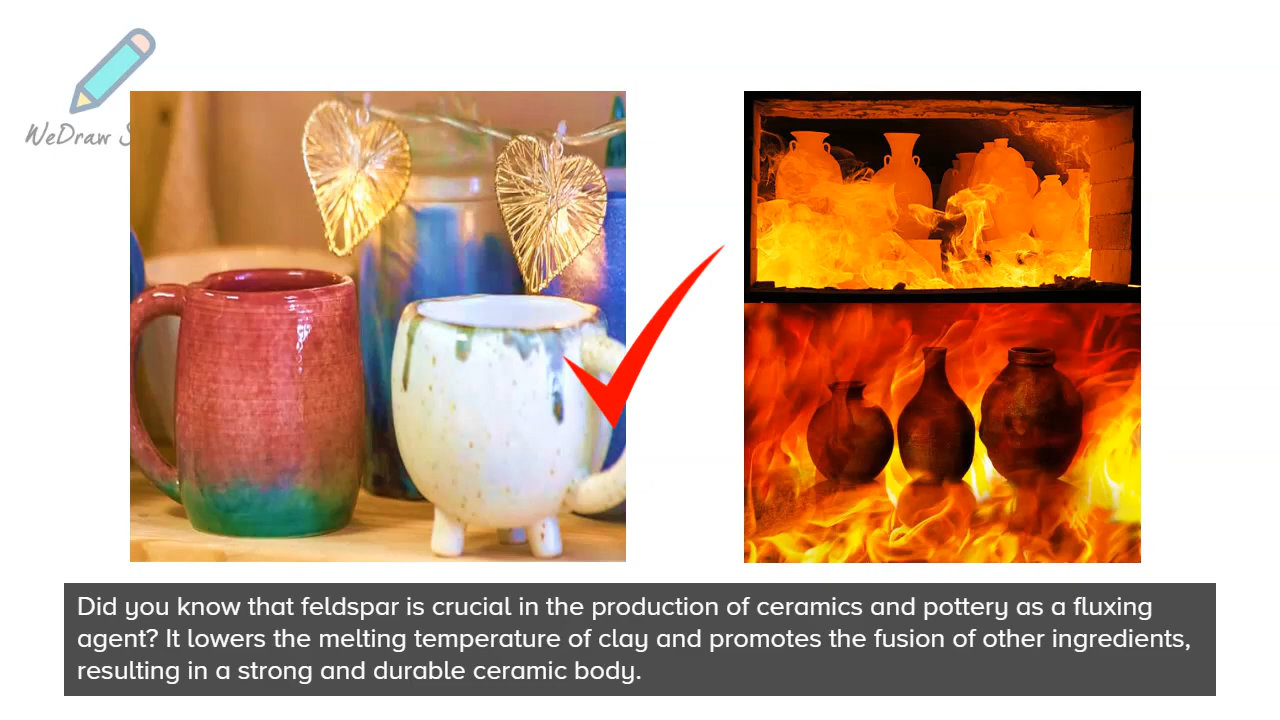 WeDraw S
Did you know that feldspar is crucial in the production of ceramics and pottery as a fluxing
agent? It lowers the melting temperature of clay and promotes the fusion of other ingredients,
resulting in a strong and durable ceramic body.